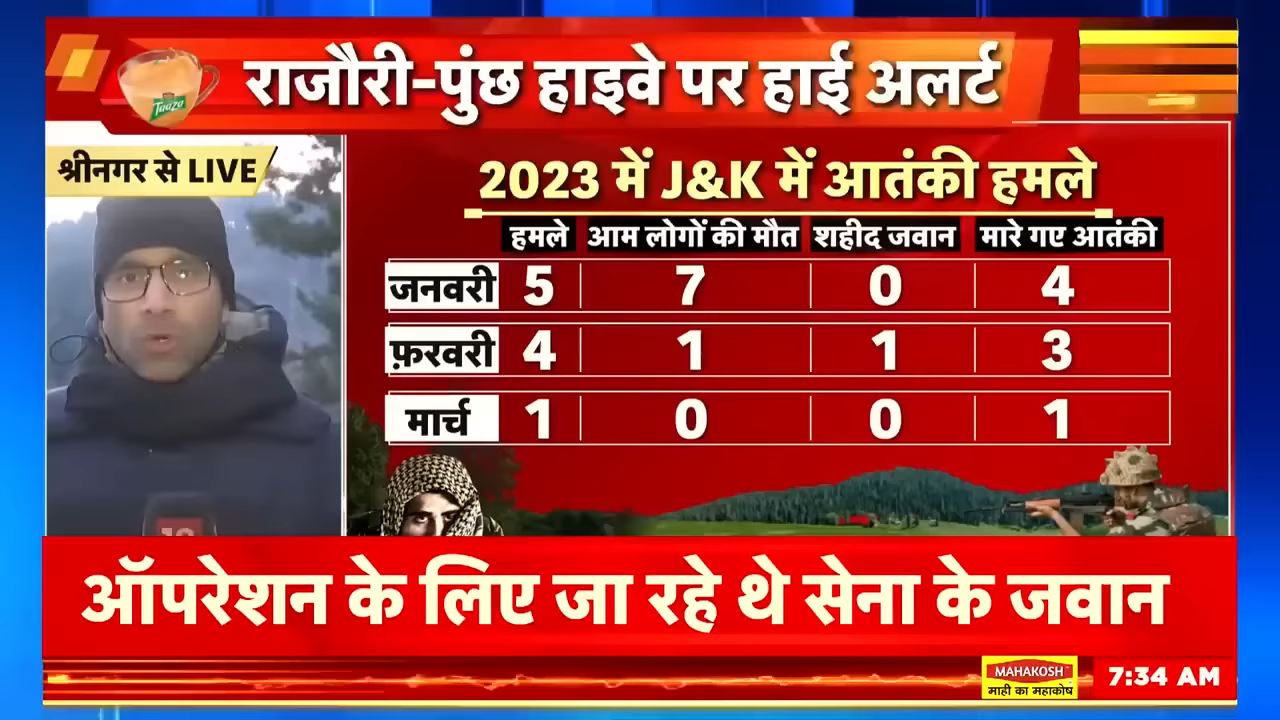 राजौरी-पुंछ हाइवे पर हाई अलर्ट
Taaza
श्रीनगर से LIVE
2023 में J&K में आतंकी हमले
हमले आम लोगों की मौत शहीद जवान मारे गए आतंकी
जनवरी 5 7 0 4
फ़रवरी 4 1 1 3
मार्च 1 0 0 1
ऑपरेशन के लिए जा रहे थे सेना के जवान
MAHAKOSH
माही का महाकोष
7:34 AM